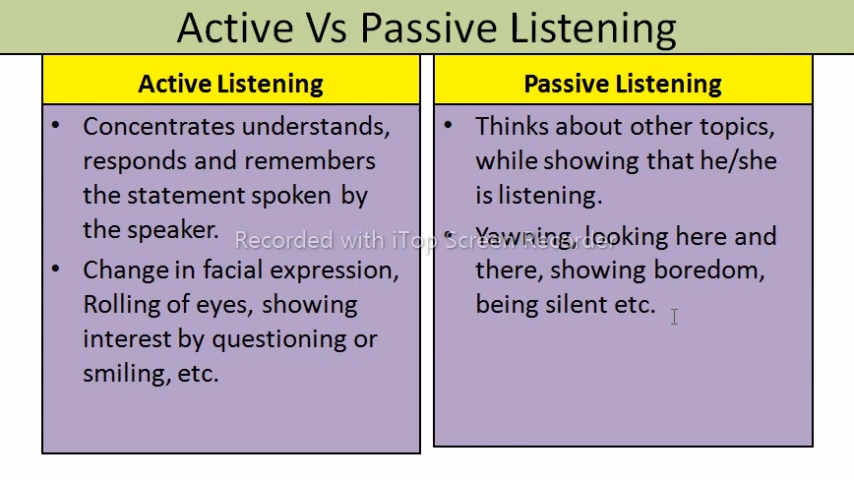 Active Vs Passive Listening
Active Listening
• Concentrates understands,
responds and remembers
the statement spoken by
the speaker.
• Change in facial expression,
Rolling of eyes, showing
interest by questioning or
smiling, etc.
Passive Listening
• Thinks about other topics,
while showing that he/she
is listening.
• Yawning, looking here and
there, showing boredom,
being silent etc.
Recorded with iTop Screen Recorder